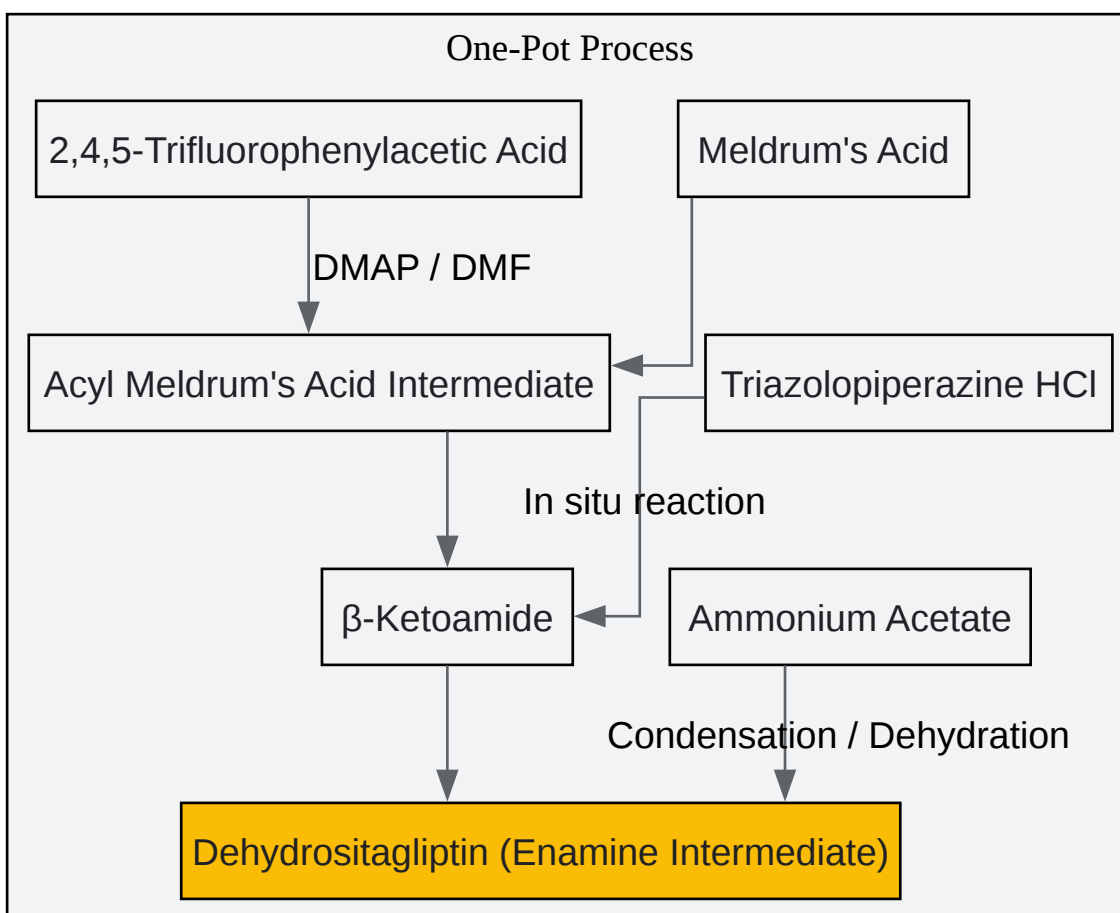 One-Pot Process
2,4,5-Trifluorophenylacetic Acid
Meldrum's Acid
DMAP / DMF
Acyl Meldrum's Acid Intermediate
Triazolopiperazine HCl
In situ reaction
β-Ketoamide
Ammonium Acetate
Condensation / Dehydration
Dehydrositagliptin (Enamine Intermediate)